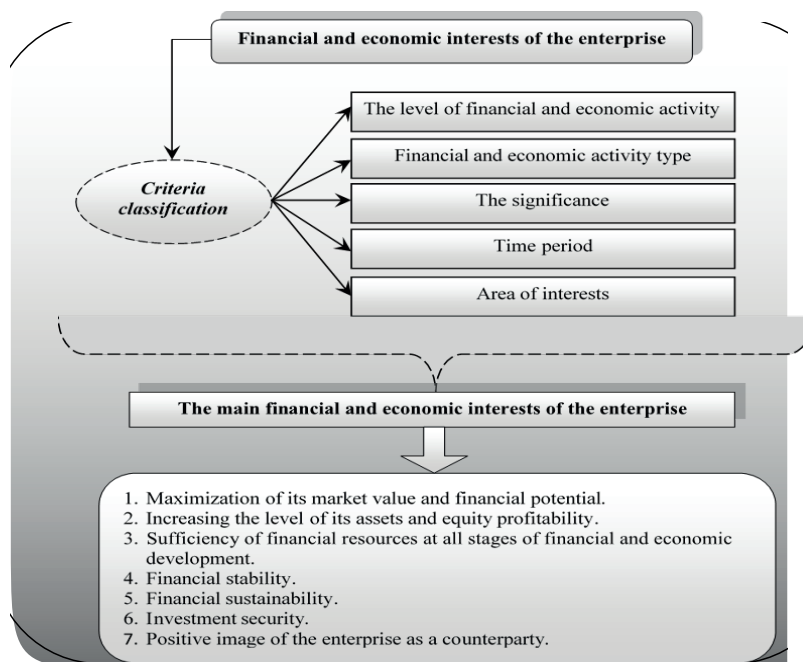 Financial and economic interests of the enterprise
The level of financial and economic activity
Financial and economic activity type
Criteria
classification
The significance
Time period
Area of interests
The main financial and economic interests of the enterprise
1. Maximization of its market value and financial potential.
2. Increasing the level of its assets and equity profitability.
3. Sufficiency of financial resources at all stages of financial and economic
development.
4. Financial stability.
5. Financial sustainability.
6. Investment security.
7. Positive image of the enterprise as a counterparty.